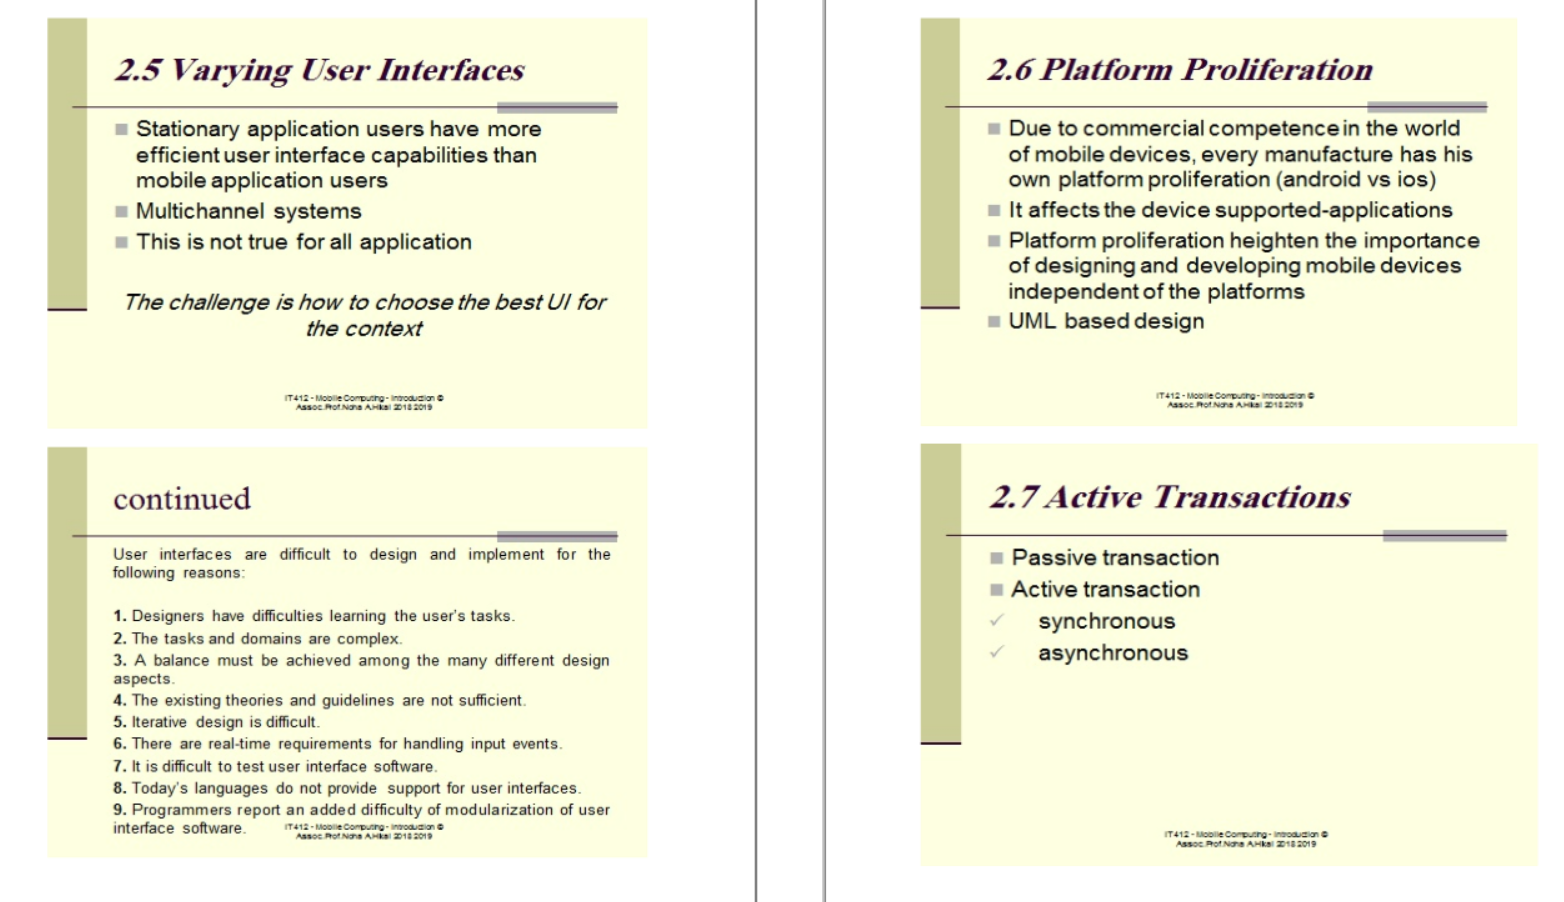 2.5 Varying User Interfaces
Stationary application users have more
efficient user interface capabilities than
mobile application users
Multichannel systems
This is not true for all application
The challenge is how to choose the best UI for
the context
IT412 - Mobile Computing - Introduction ©
Assoc.Prof.Noha A.Hikal 2018 2019
continued
User interfaces are difficult to design and implement for the
following reasons:
1. Designers have difficulties learning the user's tasks.
2. The tasks and domains are complex.
3. A balance must be achieved among the many different design
aspects.
4. The existing theories and guidelines are not sufficient.
5. Iterative design is difficult.
6. There are real-time requirements for handling input events.
7. It is difficult to test user interface software.
8. Today's languages do not provide support for user interfaces.
9. Programmers report an added difficulty of modularization of user
interface software.
IT412 - Mobile Computing - Introduction ©
Assoc.Prof.Noha A.Hikal 2018 2019
2.6 Platform Proliferation
Due to commercial competence in the world
of mobile devices, every manufacture has his
own platform proliferation (android vs ios)
It affects the device supported-applications
Platform proliferation heighten the importance
of designing and developing mobile devices
independent of the platforms
UML based design
IT412 - Mobile Computing - Introduction ©
Assoc.Prof.Noha A.Hikal 2018 2019
2.7 Active Transactions
Passive transaction
Active transaction
synchronous
asynchronous
IT412 - Mobile Computing - Introduction ©
Assoc.Prof.Noha A.Hikal 2018 2019